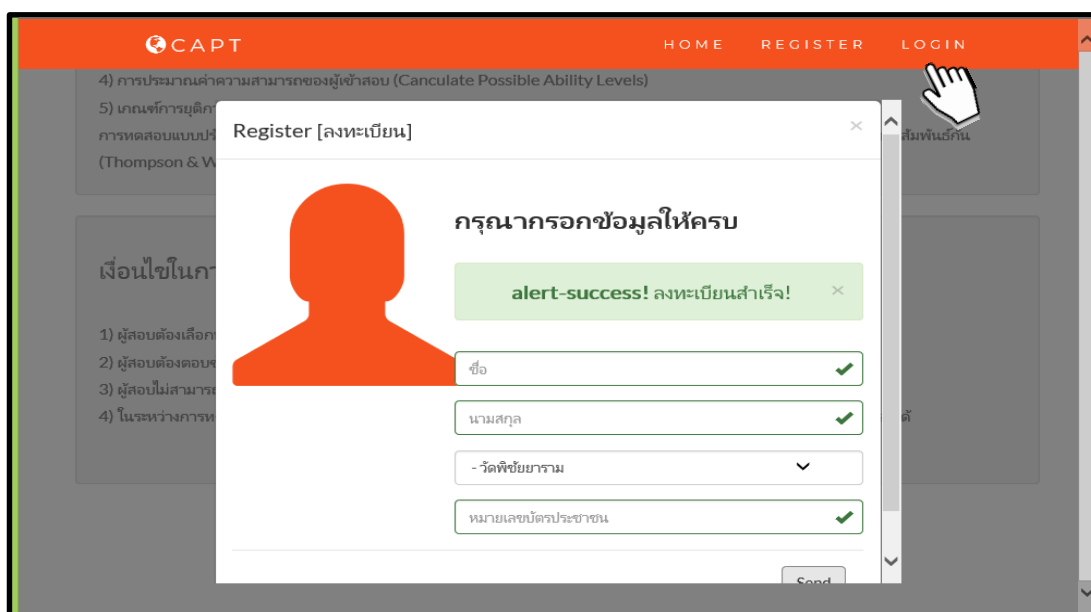 CAPT
HOME REGISTER LOGIN
4) การประมาณค่าความสามารถของผู้เข้าสอบ (Canculate Possible Ability Levels)
5) เกณฑ์การยุติการ
การทดสอบแบบปรั สัมพันธ์กัน
(Thompson & W
Register [ลงทะเบียน] ×
กรุณากรอกข้อมูลให้ครบ
alert-success! ลงทะเบียนสำเร็จ! ×
เงื่อนไขในกา
1) ผู้สอบต้องเลือก
2) ผู้สอบต้องตอบ
3) ผู้สอบไม่สามารถ
4) ในระหว่างการท
ชื่อ
นามสกุล
- วัดพิชัยยาราม
หมายเลขบัตรประชาชน
Send